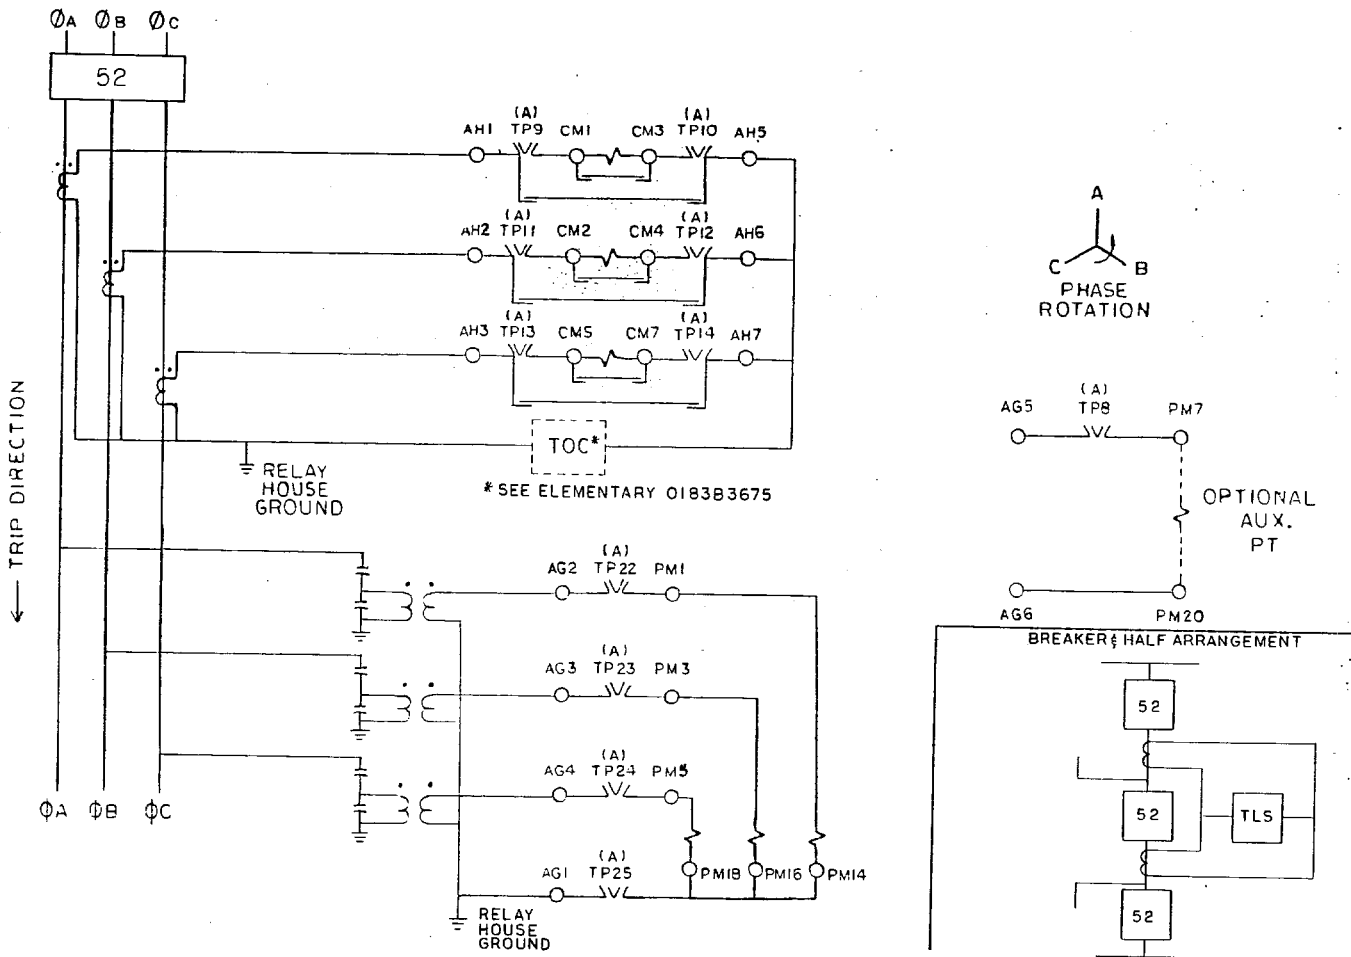 ØA ØB ØC
52
(A) (A)
AH1 TP9 CM1 CM3 TP10 AH5
(A) (A)
AH2 TP11 CM2 CM4 TP12 AH6
(A) (A)
AH3 TP13 CM5 CM7 TP14 AH7
TOC*
RELAY
HOUSE
GROUND
* SEE ELEMENTARY 0183B3675
← TRIP DIRECTION
(A)
AG2 TP22 PM1
(A)
AG3 TP23 PM3
(A)
AG4 TP24 PM5
ØA ØB ØC
PM18 PM16 PM14
(A)
AG1 TP25
RELAY
HOUSE
GROUND
A
C B
PHASE
ROTATION
(A)
AG5 TP8 PM7
OPTIONAL
AUX.
PT
AG6 PM20
BREAKER & HALF ARRANGEMENT
52
52 TLS
52